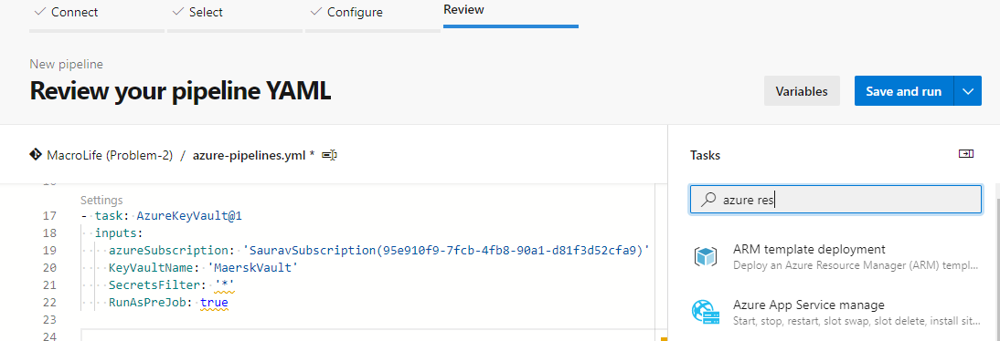 Connect
Select
Configure
Review
New pipeline
Review your pipeline YAML
Variables
Save and run
MacroLife (Problem-2) / azure-pipelines.yml *
Settings
17 - task: AzureKeyVault@1
18 inputs:
19 azureSubscription: 'SauravSubscription(95e910f9-7fcb-4fb8-90a1-d81f3d52cfa9)'
20 KeyVaultName: 'MaerskVault'
21 SecretsFilter: '*'
22 RunAsPreJob: true
23
24
Tasks
azure res
ARM template deployment
Deploy an Azure Resource Manager (ARM) templ...
Azure App Service manage
Start, stop, restart, slot swap, slot delete, install sit...